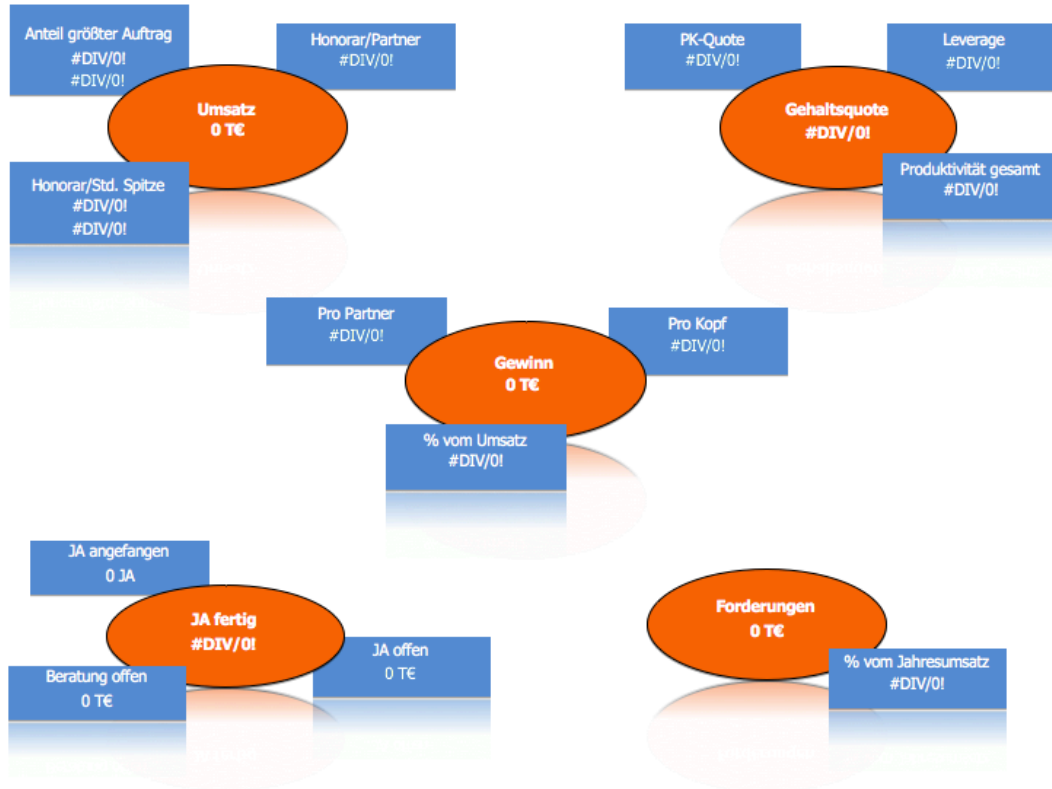 Anteil größter Auftrag
#DIV/0!
#DIV/0!
Honorar/Partner
#DIV/0!
Umsatz
0 T€
Honorar/Std. Spitze
#DIV/0!
#DIV/0!
PK-Quote
#DIV/0!
Leverage
#DIV/0!
Gehaltsquote
#DIV/0!
Produktivität gesamt
#DIV/0!
Pro Partner
#DIV/0!
Pro Kopf
#DIV/0!
Gewinn
0 T€
% vom Umsatz
#DIV/0!
JA angefangen
0 JA
JA fertig
#DIV/0!
JA offen
0 T€
Beratung offen
0 T€
Forderungen
0 T€
% vom Jahresumsatz
#DIV/0!